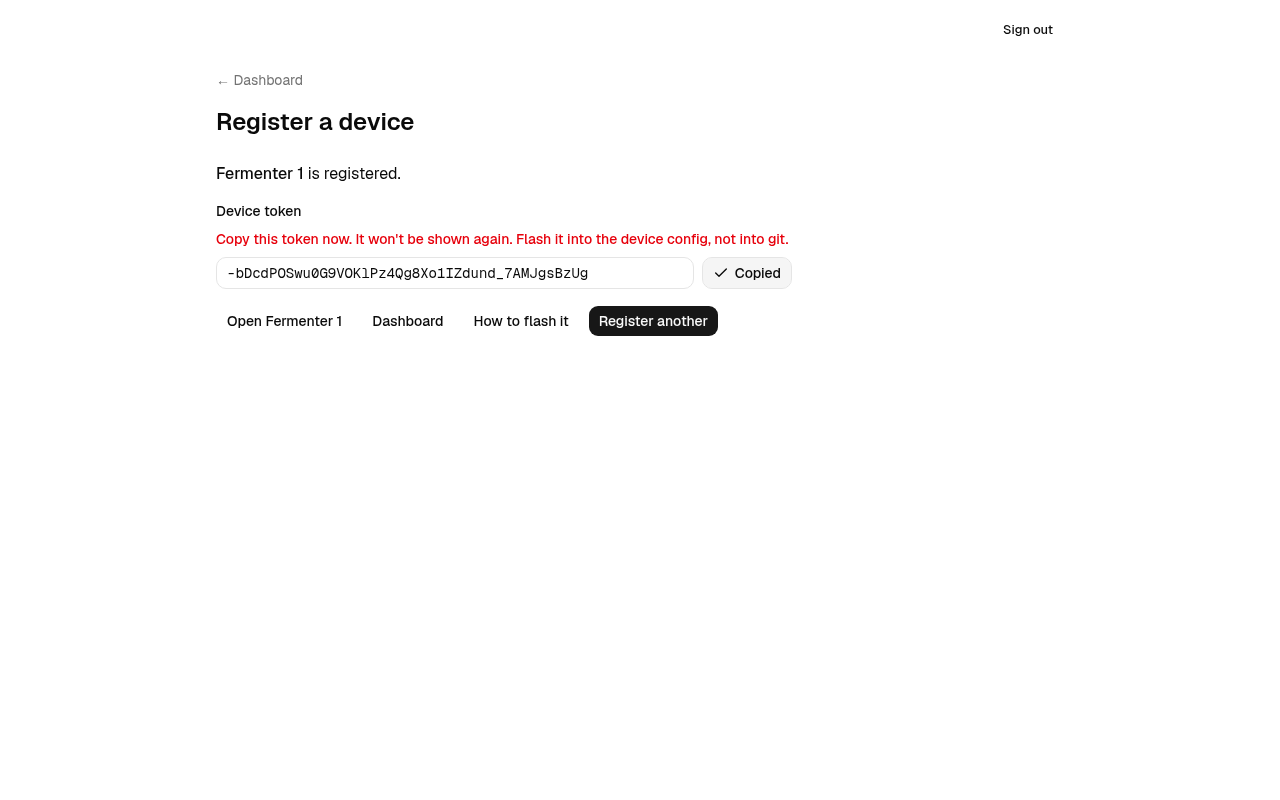 Sign out
← Dashboard
Register a device
Fermenter 1 is registered.
Device token
Copy this token now. It won't be shown again. Flash it into the device config, not into git.
-bDcdPOSwu0G9VOKlPz4Qg8Xo1IZdund_7AMJgsBzUg
Copied
Open Fermenter 1 Dashboard How to flash it Register another